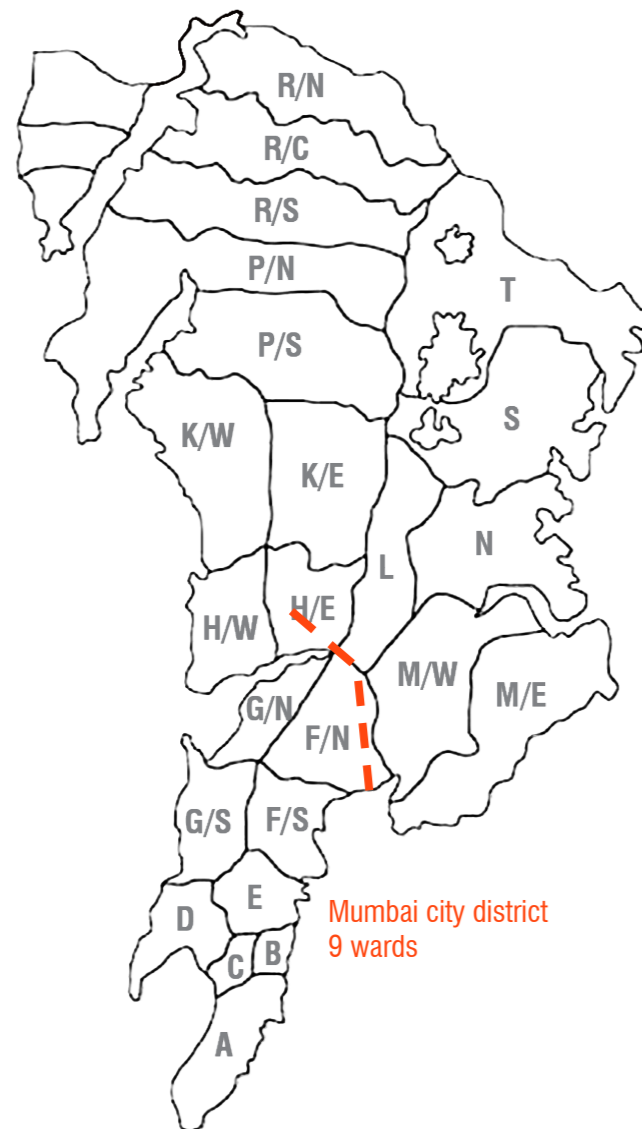 R/N
R/C
R/S
P/N
T
P/S
S
K/W
K/E
N
L
H/E
H/W
M/W
M/E
G/N
F/N
G/S
F/S
E
D
Mumbai city district
9 wards
B
C
A